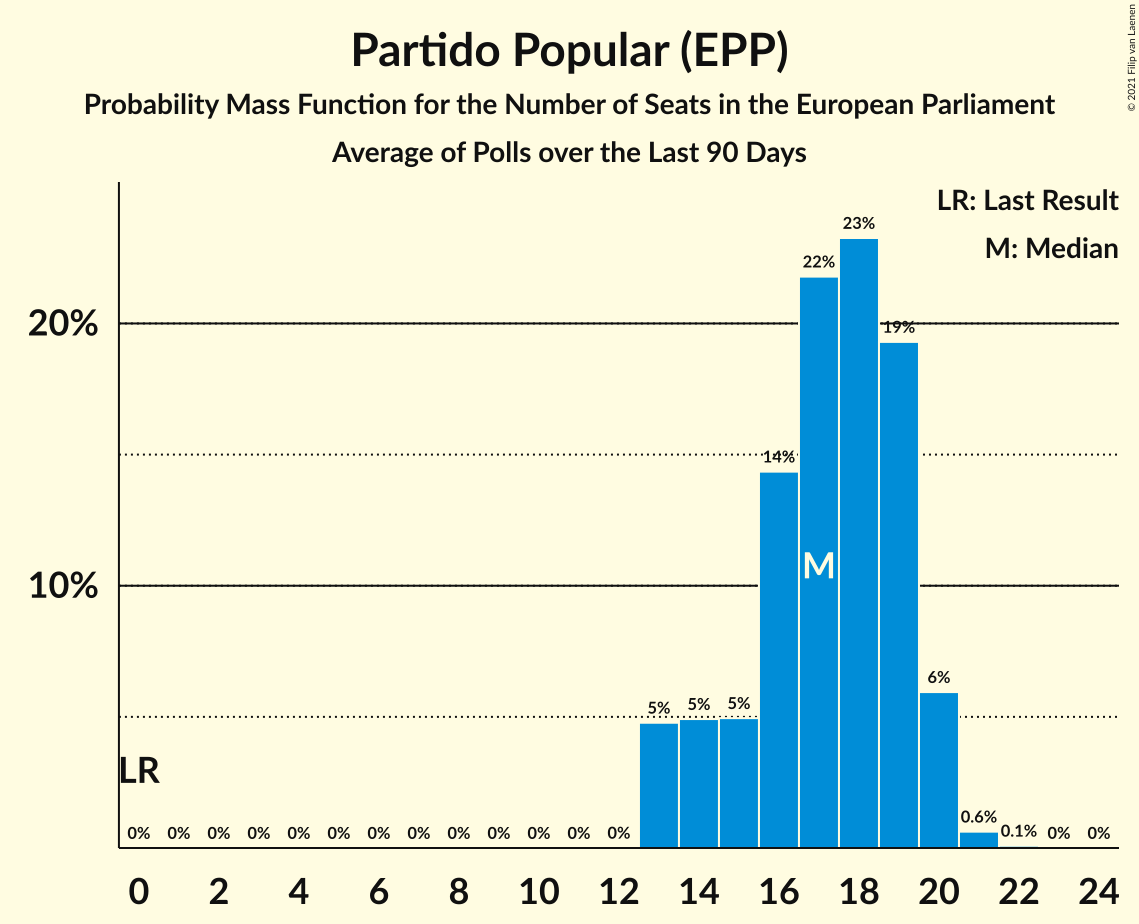 Partido Popular (EPP)
Probability Mass Function for the Number of Seats in the European Parliament
Average of Polls over the Last 90 Days
© 2021 Filip van Laenen
LR: Last Result
M: Median
20%
10%
LR
M
0% 0% 0% 0% 0% 0% 0% 0% 0% 0% 0% 0% 0% 5% 5% 5% 14% 22% 23% 19% 6% 0.6% 0.1% 0% 0%
0 2 4 6 8 10 12 14 16 18 20 22 24